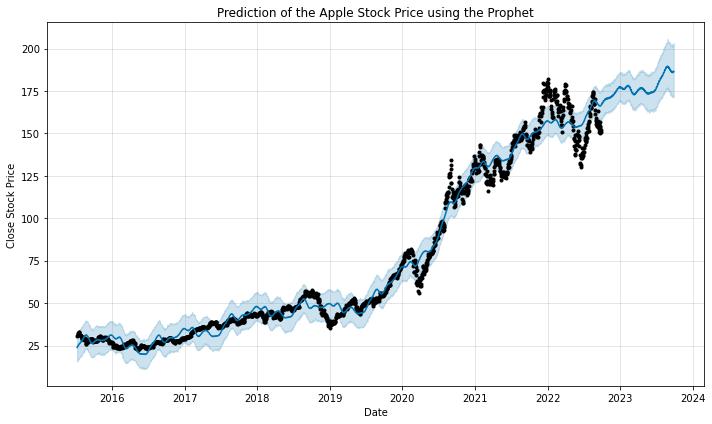 Prediction of the Apple Stock Price using the Prophet
Close Stock Price
200
175
150
125
100
75
50
25
2016 2017 2018 2019 2020 2021 2022 2023 2024
Date